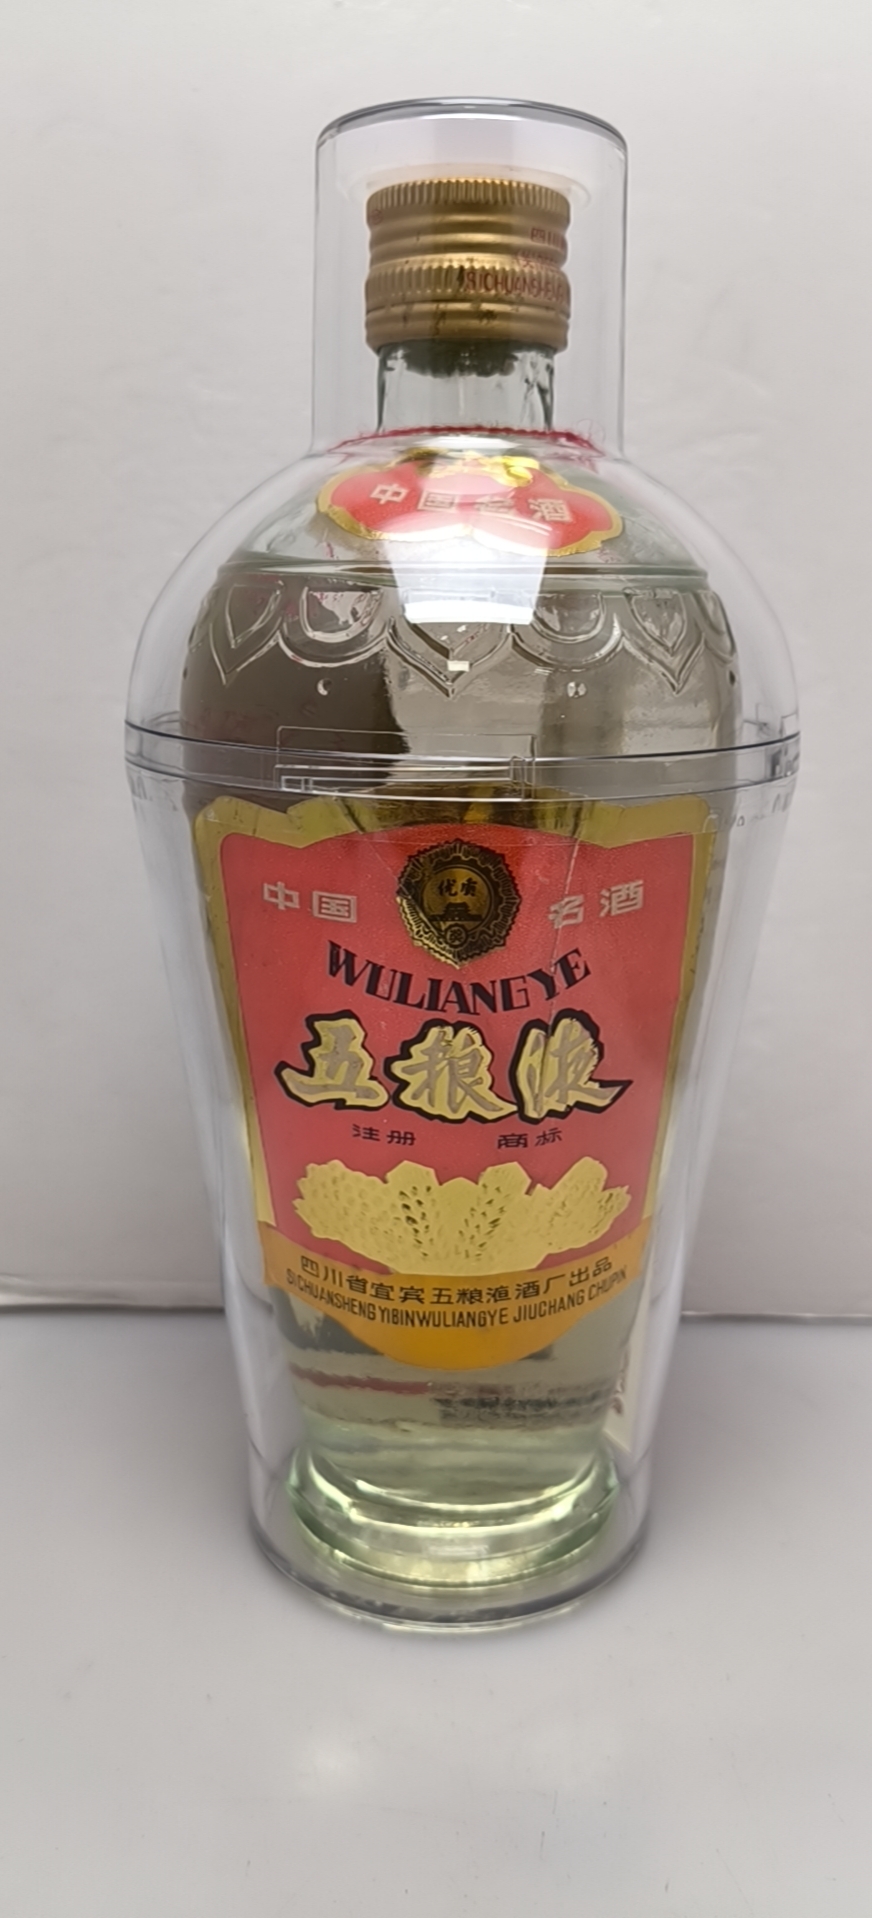 SICHUANSHENG
中国名酒
优质
中国 名酒
WULIANGYE
五粮液
注册 商标
四川省宜宾五粮液酒厂出品
SICHUANSHENG YIBINWULIANGYE JIUCHANG CHUPIN